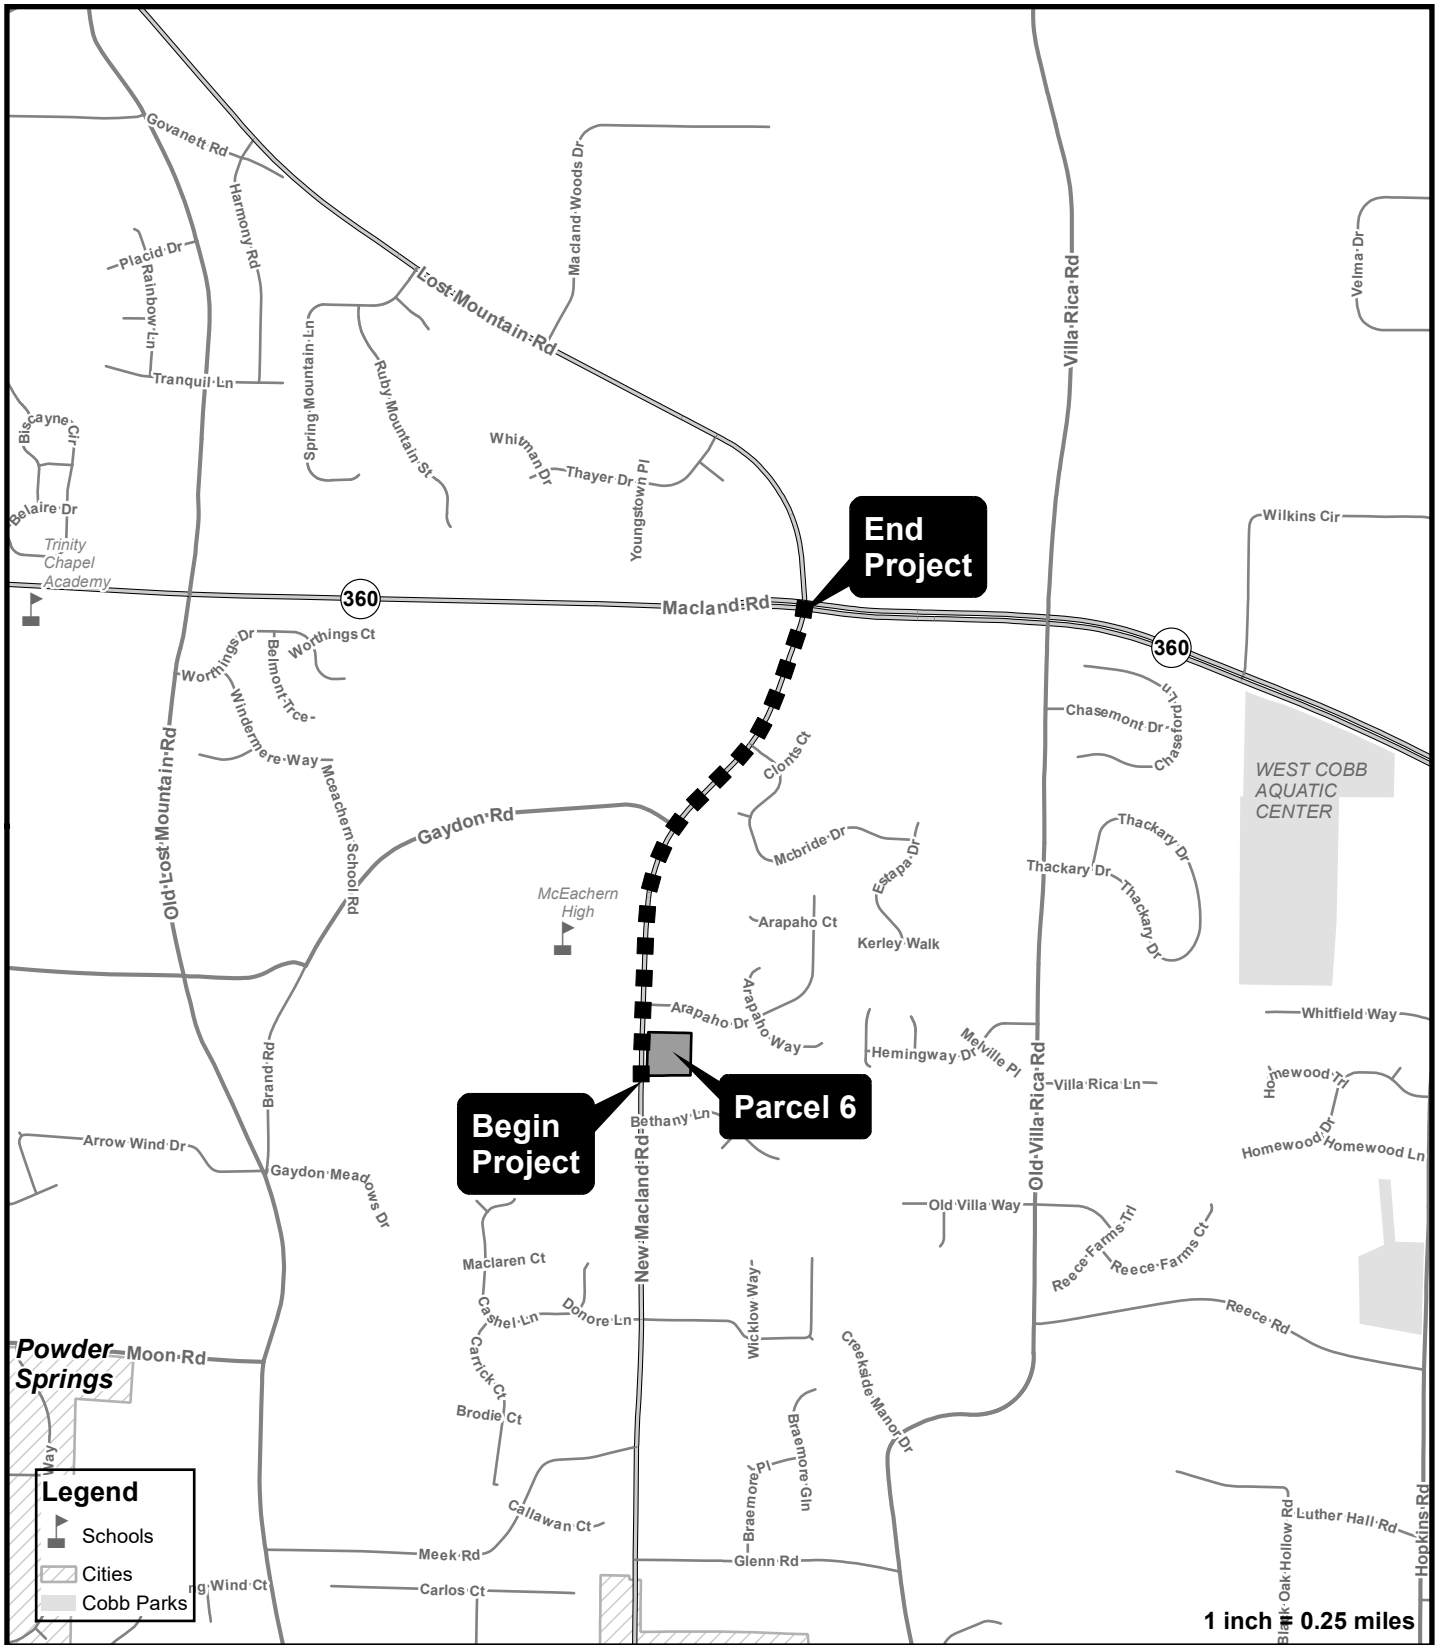 Govanett Rd
Harmony Rd
Macland Woods Dr
Placid Dr
Rainbow Ln
Tranquil Ln
Lost Mountain Rd
Villa Rica Rd
Velma Dr
Spring Mountain Ln
Ruby Mountain St
Biscayne Cir
Belaire Dr
Whitman Dr
Thayer Dr
Youngstown Pl
Wilkins Cir
Trinity
Chapel
Academy
End
Project
360
Macland Rd
360
Worthings Dr
Worthings Ct
Belmont Trce
Windermere Way
Mceachern School Rd
Old Lost Mountain Rd
Gaydon Rd
Clonts Ct
Chasemont Dr
Chaseford Ln
WEST COBB
AQUATIC
CENTER
Mcbride Dr
Estapa Dr
Kerley Walk
Thackary Dr
Thackary Dr
Thackary Dr
McEachern
High
Arapaho Ct
Arapaho Dr
Arapaho Way
Hemingway Dr
Melville Pl
Villa Rica Ln
Old Villa Rica Rd
Whitfield Way
Homewood Trl
Homewood Dr
Homewood Ln
Brand Rd
Arrow Wind Dr
Gaydon Meadows Dr
Begin
Project
Parcel 6
Bethany Ln
New Macland Rd
Old Villa Way
Reece Farms Trl
Reece Farms Ct
Reece Rd
Maclaren Ct
Cashel Ln
Donore Ln
Wicklow Way
Creekside Manor Dr
Carrick Ct
Brodie Ct
Powder
Springs
Moon Rd
Way
Braemore Pl
Braemore Gln
Callawan Ct
Meek Rd
Glenn Rd
Carlos Ct
Black Oak Hollow Rd
Luther Hall Rd
Hopkins Rd
Legend
Schools
Cities
Cobb Parks
ng Wind Ct
1 inch = 0.25 miles